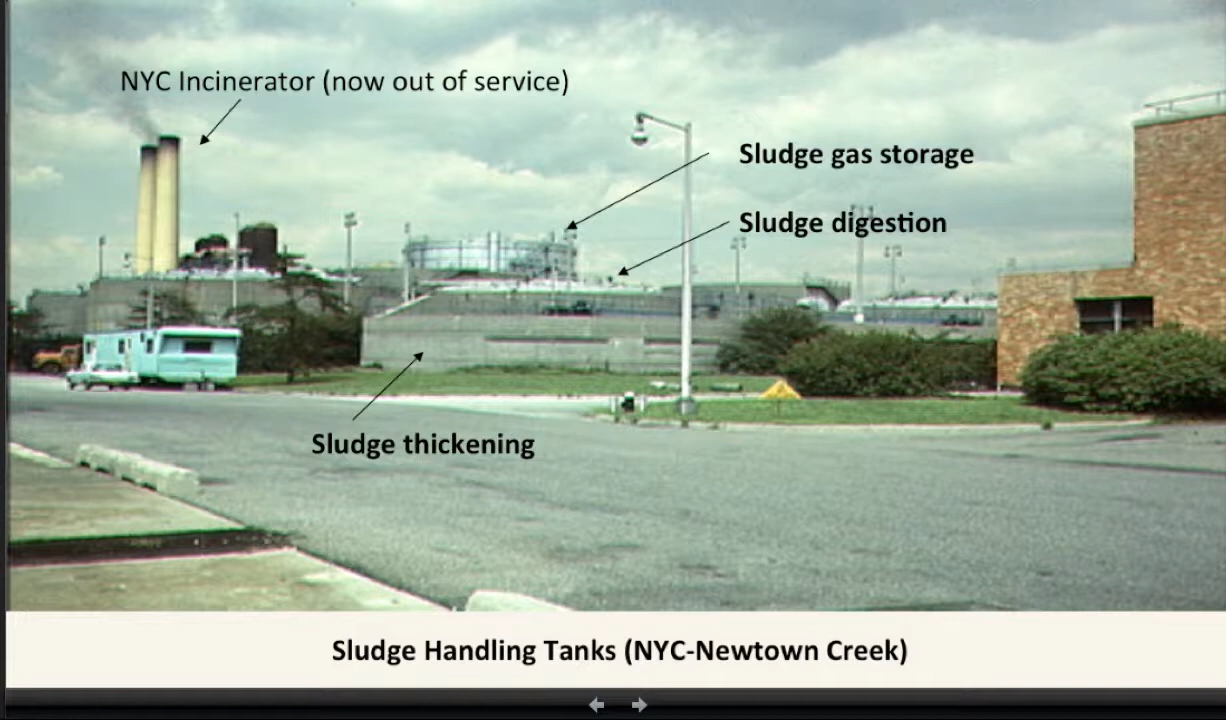 NYC Incinerator (now out of service)
Sludge gas storage
Sludge digestion
Sludge thickening
Sludge Handling Tanks (NYC-Newtown Creek)